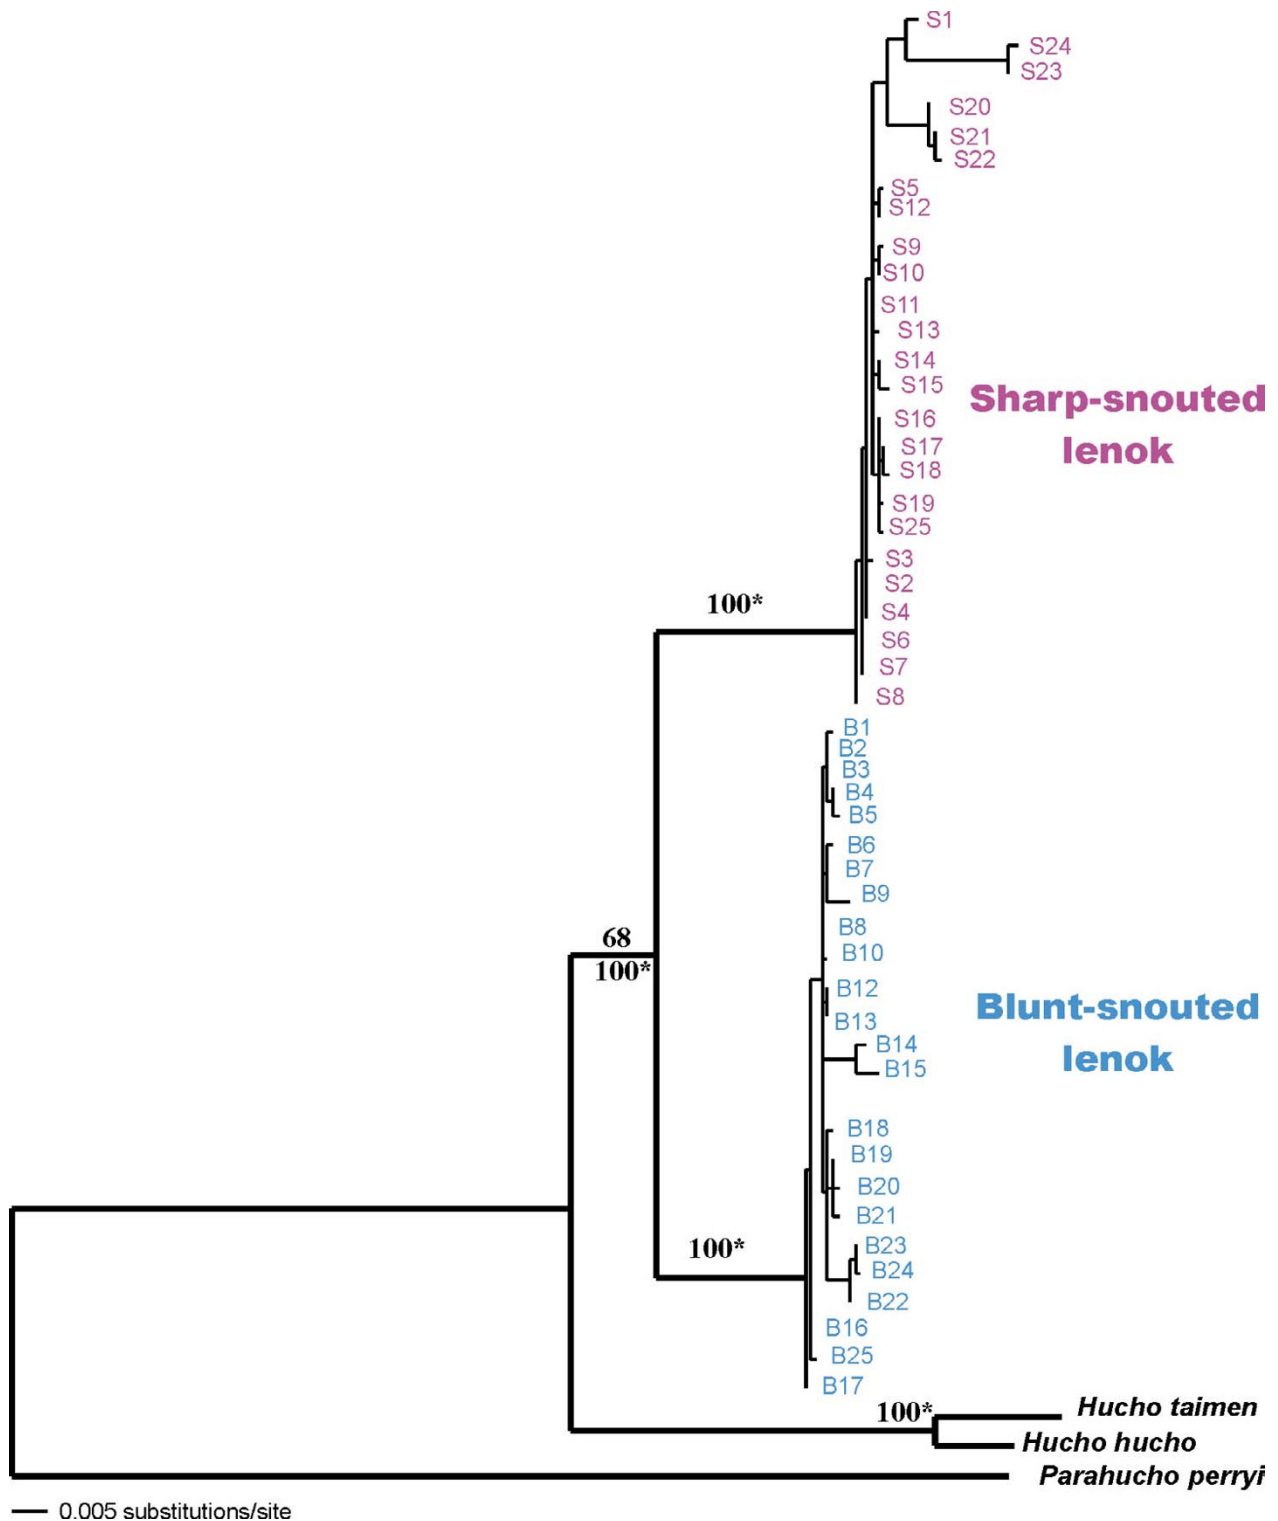 S1
S24
S23
S20
S21
S22
S5
S12
S9
S10
S11
S13
S14
S15
Sharp-snouted
lenok
S16
S17
S18
S19
S25
S3
S2
S4
100*
S6
S7
S8
B1
B2
B3
B4
B5
B6
B7
B9
B8
68
B10
100*
B12
Blunt-snouted
lenok
B13
B14
B15
B18
B19
B20
B21
100*
B23
B24
B22
B16
B25
B17
100*
Hucho taimen
Hucho hucho
Parahucho perryi
0.005 substitutions/site